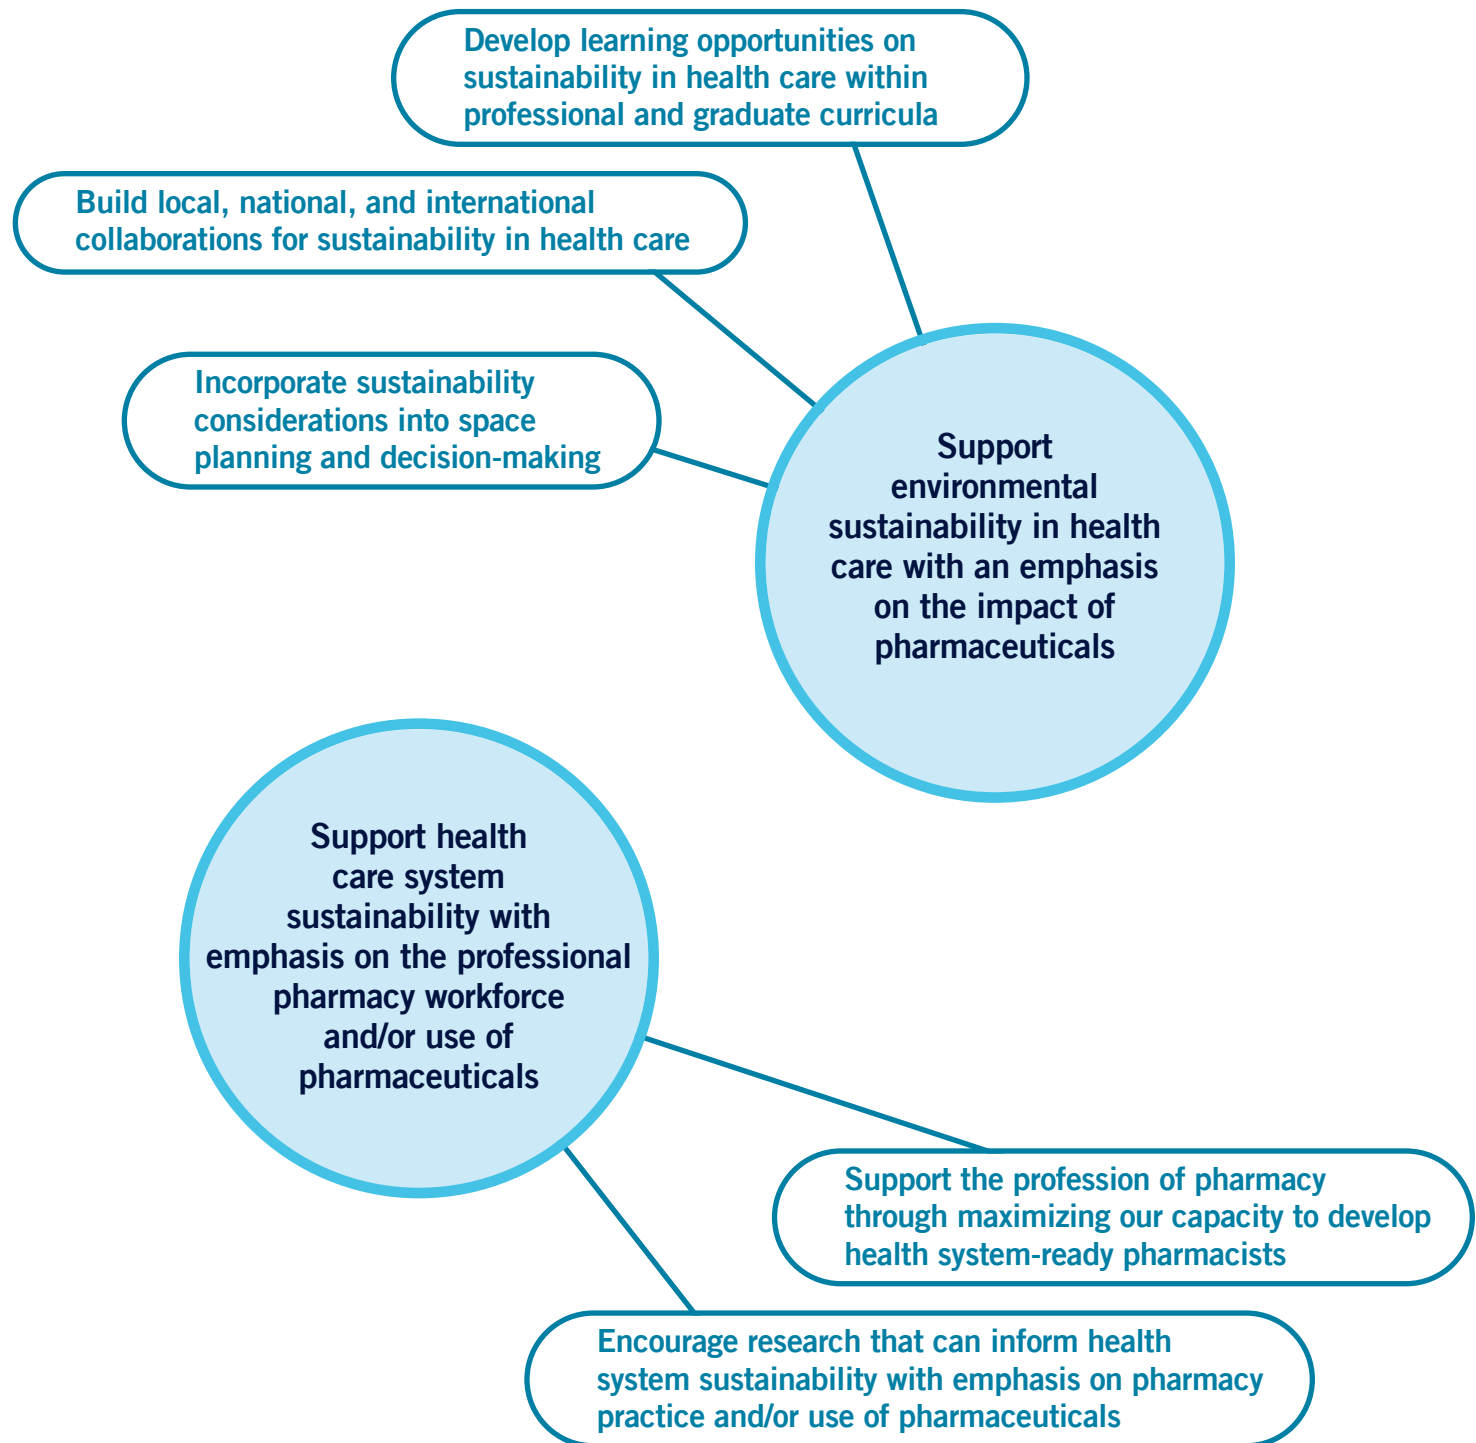 Develop learning opportunities on
sustainability in health care within
professional and graduate curricula
Build local, national, and international
collaborations for sustainability in health care
Incorporate sustainability
considerations into space
planning and decision-making
Support
environmental
sustainability in health
care with an emphasis
on the impact of
pharmaceuticals
Support health
care system
sustainability with
emphasis on the professional
pharmacy workforce
and/or use of
pharmaceuticals
Support the profession of pharmacy
through maximizing our capacity to develop
health system-ready pharmacists
Encourage research that can inform health
system sustainability with emphasis on pharmacy
practice and/or use of pharmaceuticals